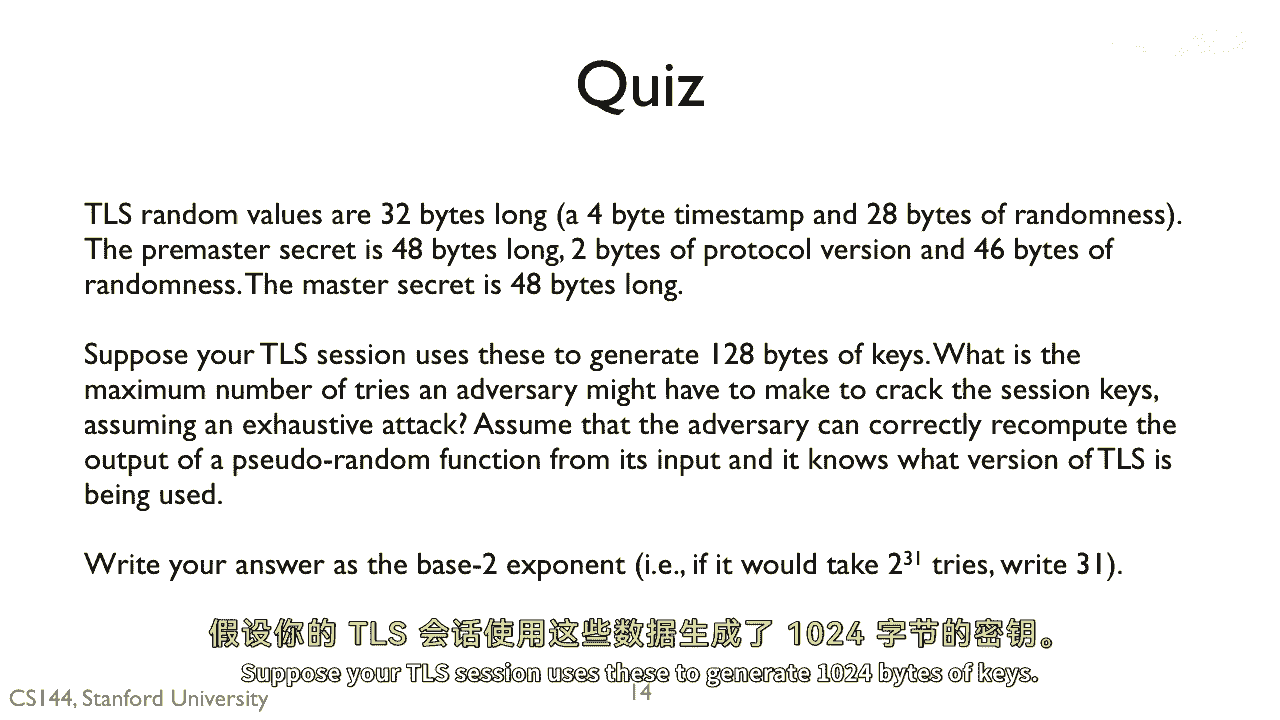 Quiz
TLS random values are 32 bytes long (a 4 byte timestamp and 28 bytes of randomness).
The premaster secret is 48 bytes long, 2 bytes of protocol version and 46 bytes of
randomness. The master secret is 48 bytes long.
Suppose your TLS session uses these to generate 128 bytes of keys. What is the
maximum number of tries an adversary might have to make to crack the session keys,
assuming an exhaustive attack? Assume that the adversary can correctly recompute the
output of a pseudo-random function from its input and it knows what version of TLS is
being used.
Write your answer as the base-2 exponent (i.e., if it would take 2³¹ tries, write 31).
假设你的 TLS 会话使用这些数据生成了 1024 字节的密钥。
Suppose your TLS session uses these to generate 1024 bytes of keys.
CS144, Stanford University
14